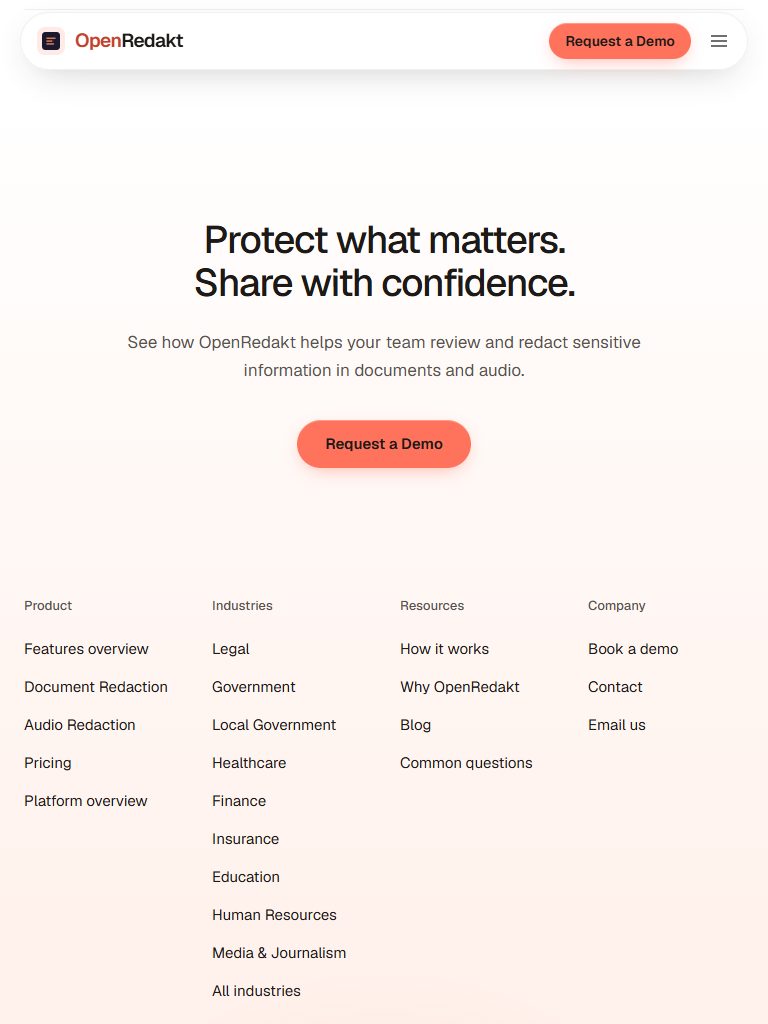 OpenRedakt
Request a Demo
Protect what matters.
Share with confidence.
See how OpenRedakt helps your team review and redact sensitive
information in documents and audio.
Request a Demo
Product
Features overview
Document Redaction
Audio Redaction
Pricing
Platform overview
Industries
Legal
Government
Local Government
Healthcare
Finance
Insurance
Education
Human Resources
Media & Journalism
All industries
Resources
How it works
Why OpenRedakt
Blog
Common questions
Company
Book a demo
Contact
Email us